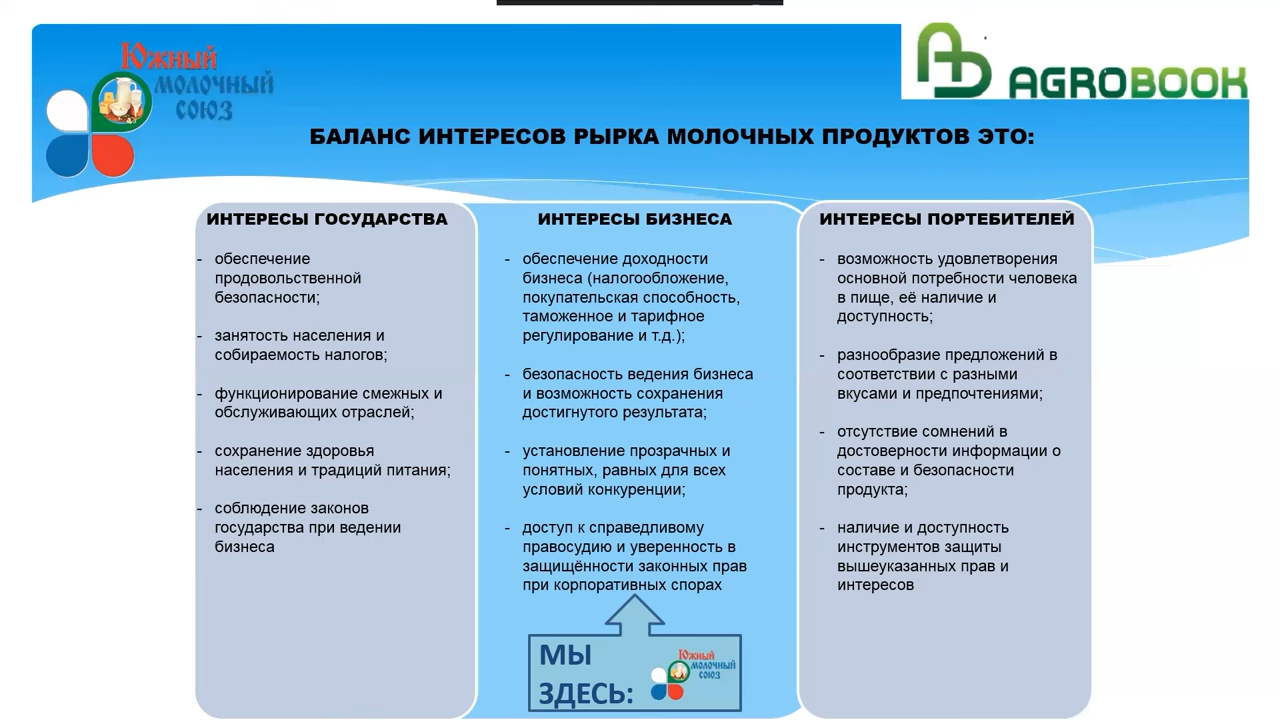 Южный
молочный
союз
AGROBOOK
БАЛАНС ИНТЕРЕСОВ РЫРКА МОЛОЧНЫХ ПРОДУКТОВ ЭТО:
ИНТЕРЕСЫ ГОСУДАРСТВА
- обеспечение
продовольственной
безопасности;
- занятость населения и
собираемость налогов;
- функционирование смежных и
обслуживающих отраслей;
- сохранение здоровья
населения и традиций питания;
- соблюдение законов
государства при ведении
бизнеса
ИНТЕРЕСЫ БИЗНЕСА
- обеспечение доходности
бизнеса (налогообложение,
покупательская способность,
таможенное и тарифное
регулирование и т.д.);
- безопасность ведения бизнеса
и возможность сохранения
достигнутого результата;
- установление прозрачных и
понятных, равных для всех
условий конкуренции;
- доступ к справедливому
правосудию и уверенность в
защищённости законных прав
при корпоративных спорах
МЫ
ЗДЕСЬ:
Южный
молочный
союз
ИНТЕРЕСЫ ПОРТЕБИТЕЛЕЙ
- возможность удовлетворения
основной потребности человека
в пище, её наличие и
доступность;
- разнообразие предложений в
соответствии с разными
вкусами и предпочтениями;
- отсутствие сомнений в
достоверности информации о
составе и безопасности
продукта;
- наличие и доступность
инструментов защиты
вышеуказанных прав и
интересов